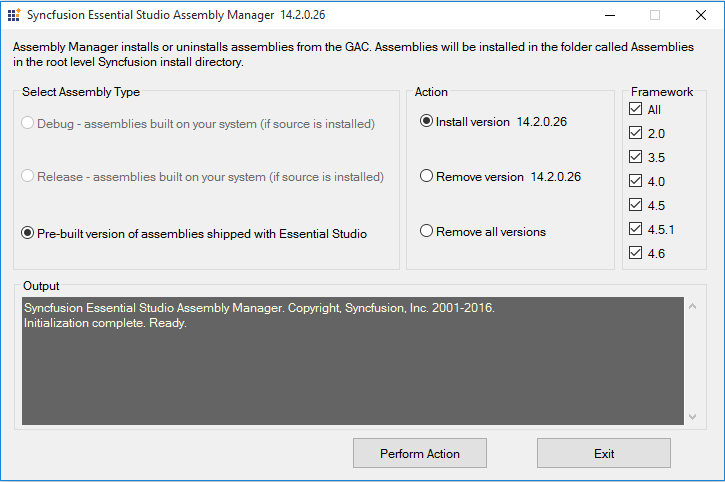 Syncfusion Essential Studio Assembly Manager 14.2.0.26
Assembly Manager installs or uninstalls assemblies from the GAC. Assemblies will be installed in the folder called Assemblies
in the root level Syncfusion install directory.
Select Assembly Type
Debug - assemblies built on your system (if source is installed)
Release - assemblies built on your system (if source is installed)
Pre-built version of assemblies shipped with Essential Studio
Action
Install version 14.2.0.26
Remove version 14.2.0.26
Remove all versions
Framework
All
2.0
3.5
4.0
4.5
4.5.1
4.6
Output
Syncfusion Essential Studio Assembly Manager. Copyright, Syncfusion, Inc. 2001-2016.
Initialization complete. Ready.
Perform Action
Exit